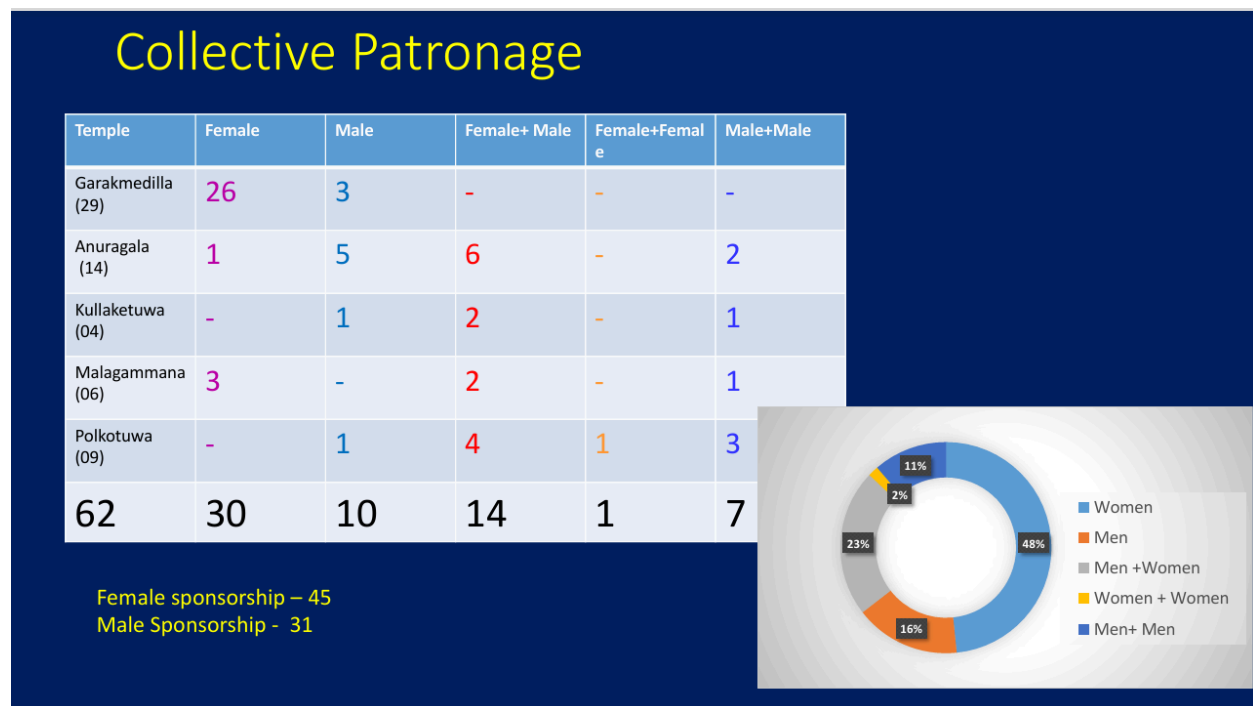 Collective Patronage
Temple Female Male Female+ Male Female+Femal Male+Male
e
Garakmedilla
(29) 26 3 - - -
Anuragala
(14) 1 5 6 - 2
Kullaketuwa
(04) - 1 2 - 1
Malagammana
(06) 3 - 2 - 1
Polkotuwa
(09) - 1 4 1 3
62 30 10 14 1 7
Female sponsorship – 45
Male Sponsorship - 31
11%
2%
23%
48%
16%
Women
Men
Men +Women
Women + Women
Men+ Men